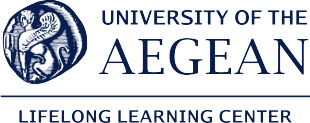 UNIVERSITY OF THE
AEGEAN
LIFELONG LEARNING CENTER